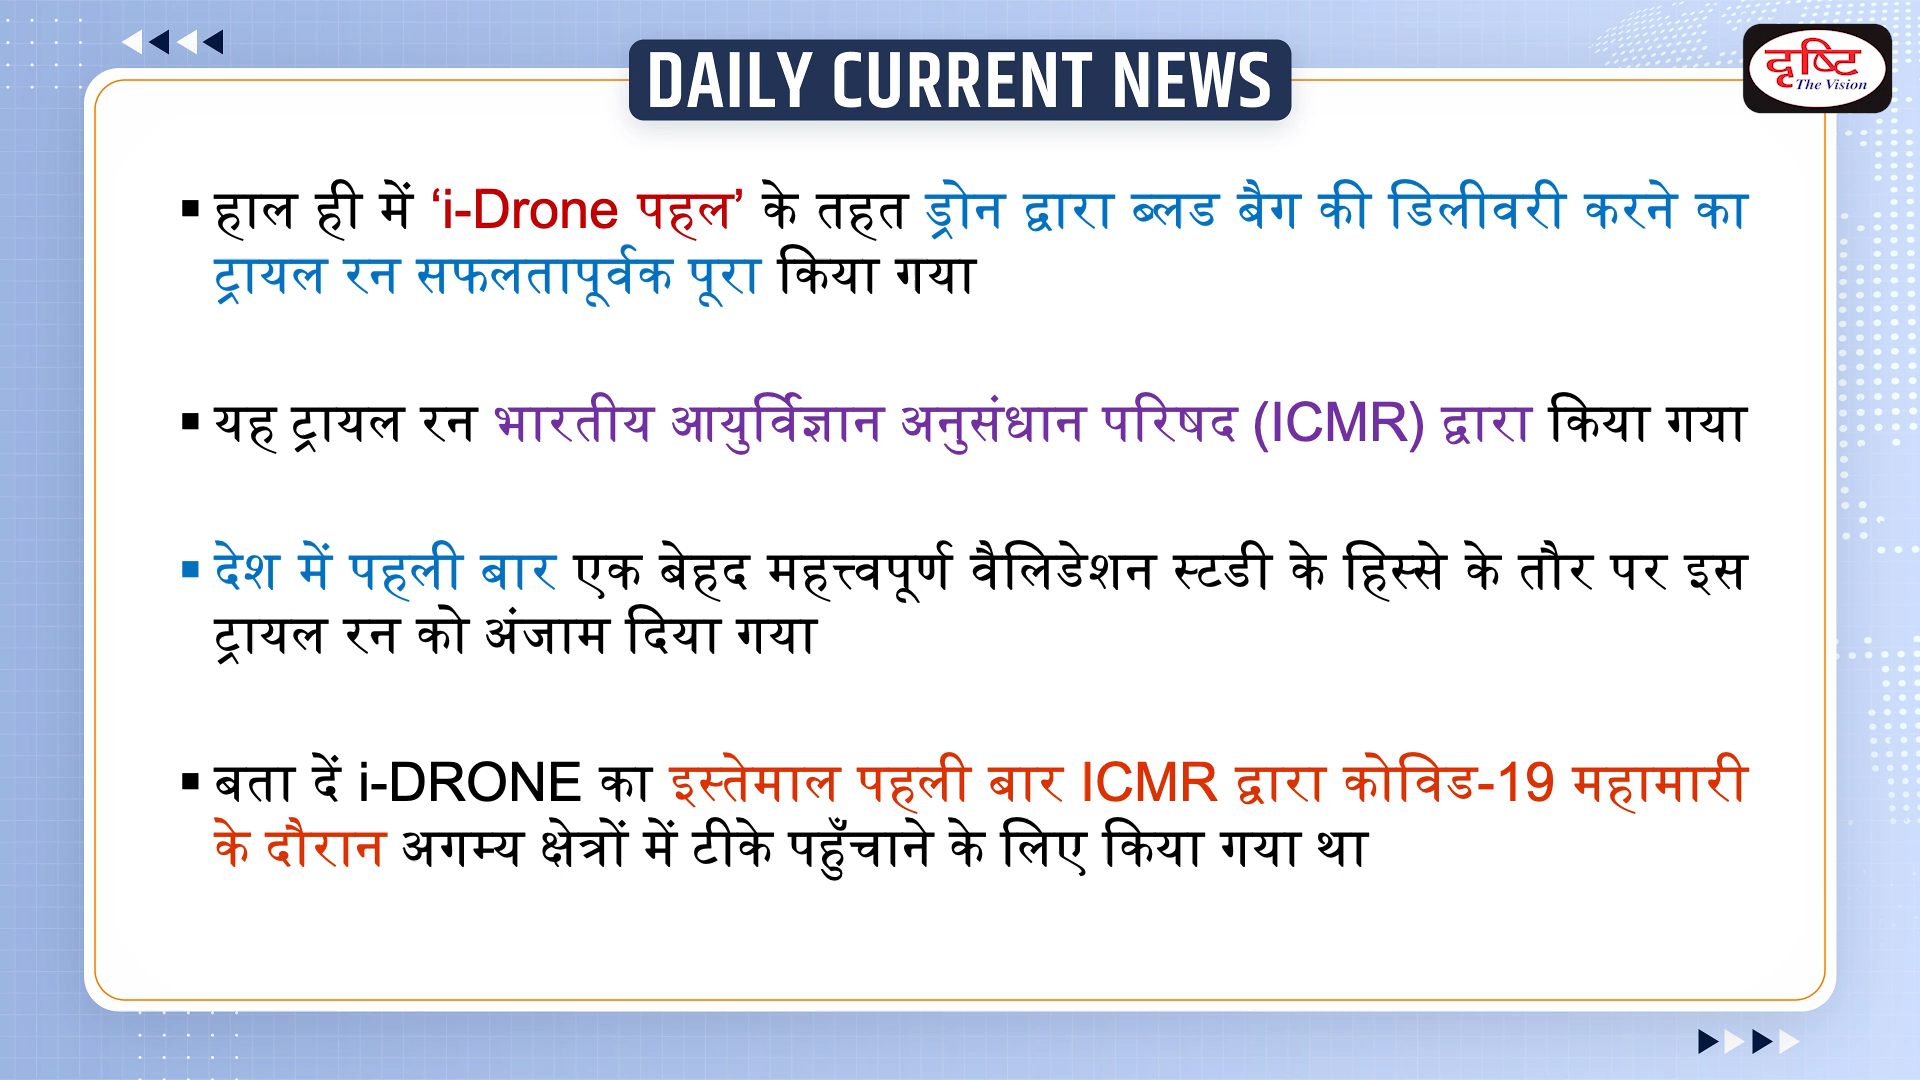 DAILY CURRENT NEWS
दृष्टि
The Vision
▪ हाल ही में ‘i-Drone पहल’ के तहत ड्रोन द्वारा ब्लड बैग की डिलीवरी करने का
ट्रायल रन सफलतापूर्वक पूरा किया गया
▪ यह ट्रायल रन भारतीय आयुर्विज्ञान अनुसंधान परिषद (ICMR) द्वारा किया गया
▪ देश में पहली बार एक बेहद महत्त्वपूर्ण वैलिडेशन स्टडी के हिस्से के तौर पर इस
ट्रायल रन को अंजाम दिया गया
▪ बता दें i-DRONE का इस्तेमाल पहली बार ICMR द्वारा कोविड-19 महामारी
के दौरान अगम्य क्षेत्रों में टीके पहुँचाने के लिए किया गया था